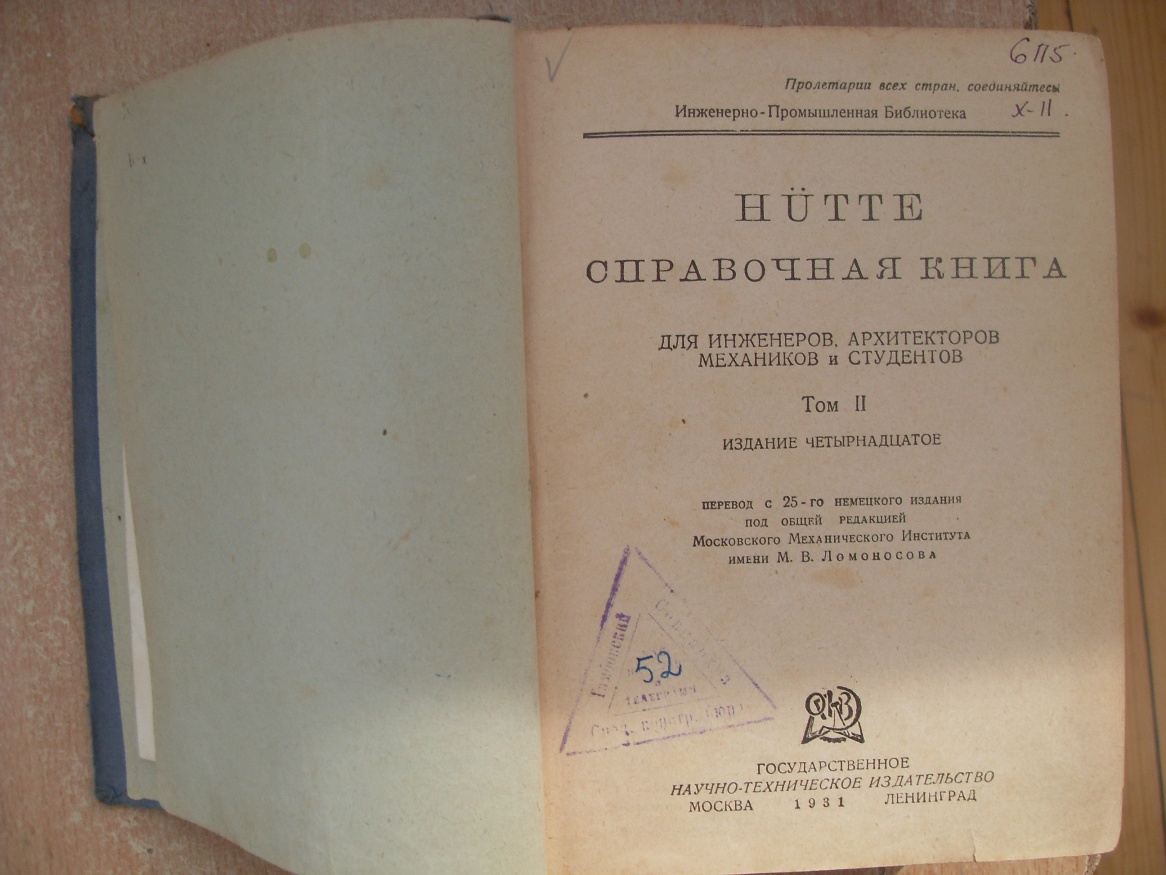 6П5.
Пролетарии всех стран, соединяйтесь
Инженерно-Промышленная Библиотека
X-11.
HÜTTE
СПРАВОЧНАЯ КНИГА
ДЛЯ ИНЖЕНЕРОВ, АРХИТЕКТОРОВ
МЕХАНИКОВ и СТУДЕНТОВ
Том II
ИЗДАНИЕ ЧЕТЫРНАДЦАТОЕ
ПЕРЕВОД С 25-ГО НЕМЕЦКОГО ИЗДАНИЯ
ПОД ОБЩЕЙ РЕДАКЦИЕЙ
Московского Механического Института
ИМЕНИ М. В. Ломоносова
52
ГОСУДАРСТВЕННОЕ
НАУЧНО-ТЕХНИЧЕСКОЕ ИЗДАТЕЛЬСТВО
МОСКВА 1931 ЛЕНИНГРАД